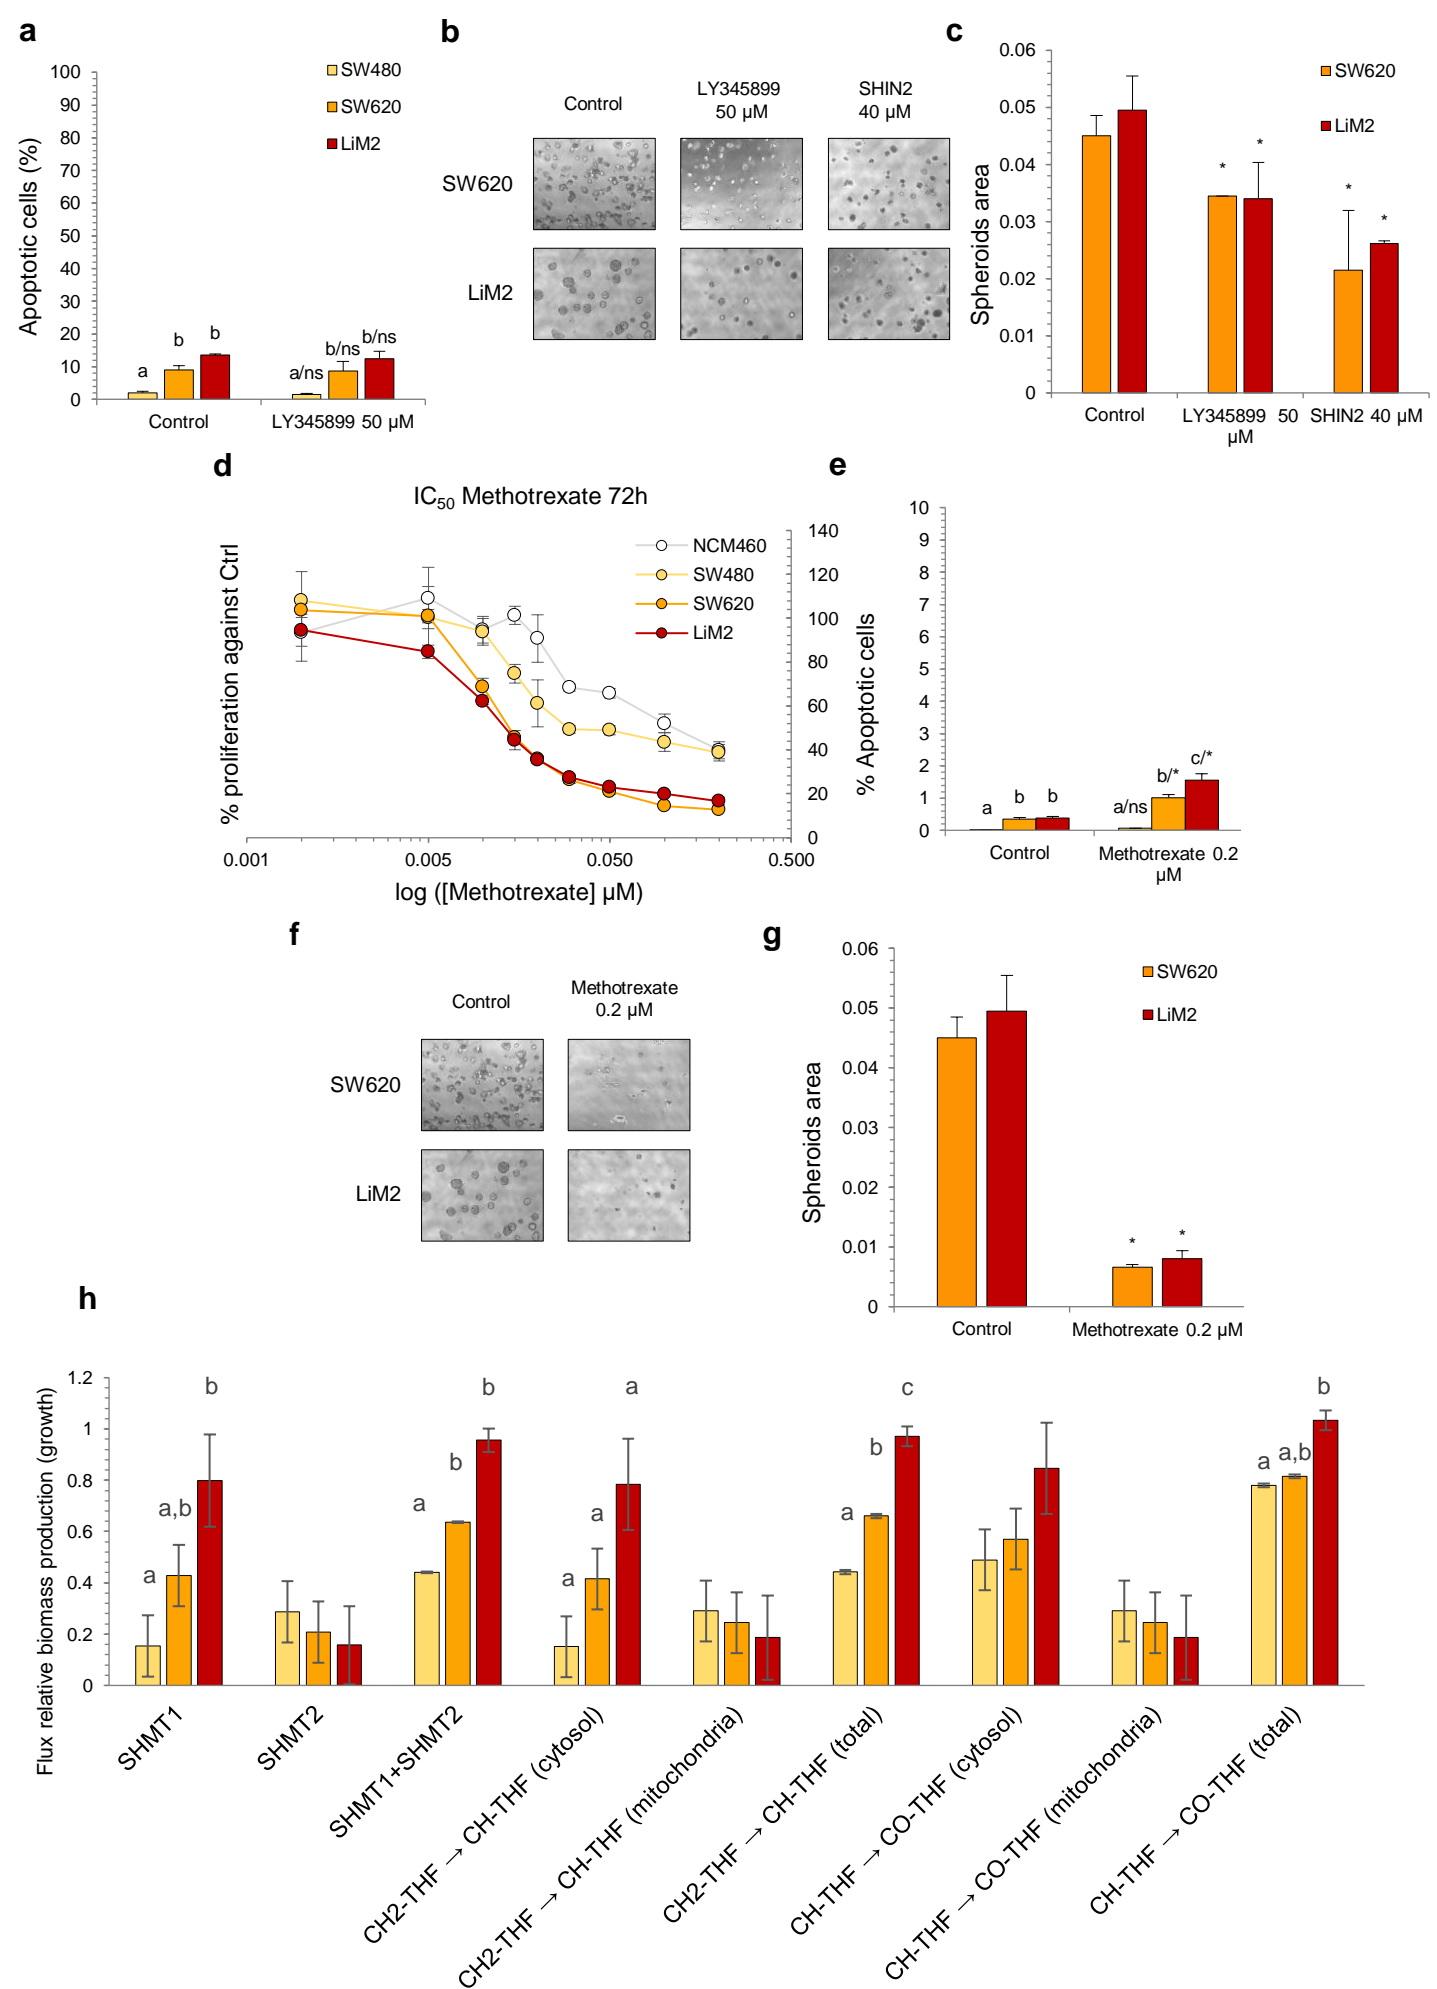 a
100
90
80
70
60
50
40
30
20
10
0
Apoptotic cells (%)
SW480
SW620
LiM2
a
b
b
a/ns
b/ns
b/ns
Control
LY345899 50 µM
b
Control
LY345899
50 µM
SHIN2
40 µM
SW620
LiM2
c
0.06
0.05
0.04
0.03
0.02
0.01
0
Spheroids area
SW620
LiM2
*
*
*
*
Control
LY345899 50
µM
SHIN2 40 µM
d
IC50 Methotrexate 72h
% proliferation against Ctrl
NCM460
SW480
SW620
LiM2
140
120
100
80
60
40
20
0
0.001
0.005
0.050
0.500
log ([Methotrexate] µM)
e
% Apoptotic cells
10
9
8
7
6
5
4
3
2
1
0
a
b
b
a/ns
b/*
c/*
Control
Methotrexate 0.2
µM
f
Control
Methotrexate
0.2 µM
SW620
LiM2
g
0.06
0.05
0.04
0.03
0.02
0.01
0
Spheroids area
SW620
LiM2
*
*
Control
Methotrexate 0.2 µM
h
Flux relative biomass production (growth)
1.2
1
0.8
0.6
0.4
0.2
0
a
a,b
b
a
b
b
a
a
a
a
b
c
a
a,b
b
SHMT1
SHMT2
SHMT1+SHMT2
CH2-THF → CH-THF (cytosol)
CH2-THF → CH-THF (mitochondria)
CH2-THF → CH-THF (total)
CH-THF → CO-THF (cytosol)
CH-THF → CO-THF (mitochondria)
CH-THF → CO-THF (total)